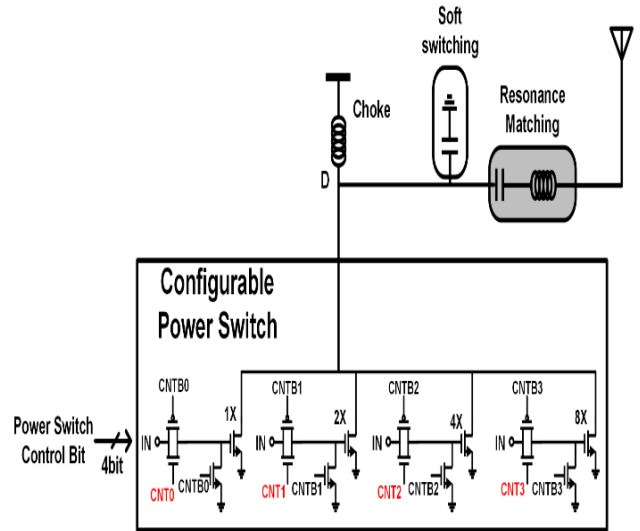 Soft
switching
Choke
Resonance
Matching
D
Configurable
Power Switch
CNTB0
CNTB1
CNTB2
CNTB3
1X
2X
4X
8X
Power Switch
Control Bit
4bit
IN
IN
IN
IN
CNT0
CNTB0
CNT1
CNTB1
CNT2
CNTB2
CNT3
CNTB3